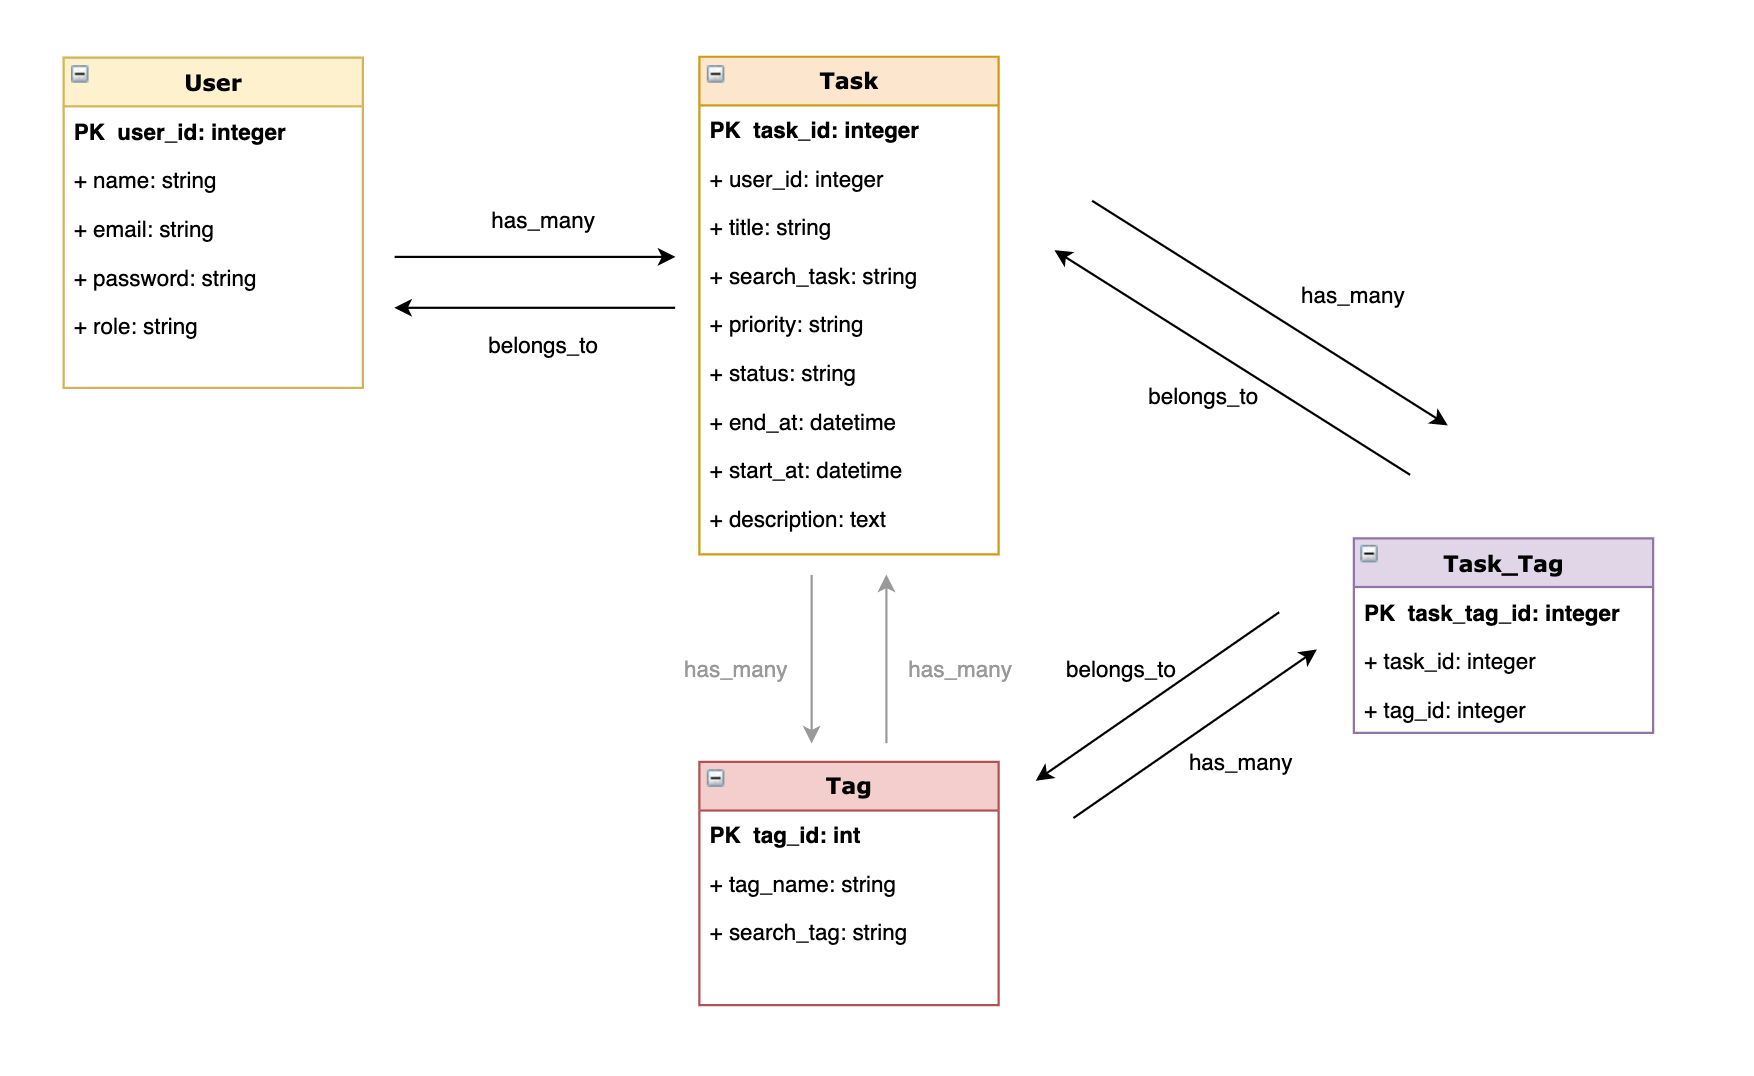 User
PK user_id: integer
+ name: string
+ email: string
+ password: string
+ role: string
has_many
belongs_to
Task
PK task_id: integer
+ user_id: integer
+ title: string
+ search_task: string
+ priority: string
+ status: string
+ end_at: datetime
+ start_at: datetime
+ description: text
has_many
belongs_to
has_many
has_many
belongs_to
has_many
Task_Tag
PK task_tag_id: integer
+ task_id: integer
+ tag_id: integer
Tag
PK tag_id: int
+ tag_name: string
+ search_tag: string